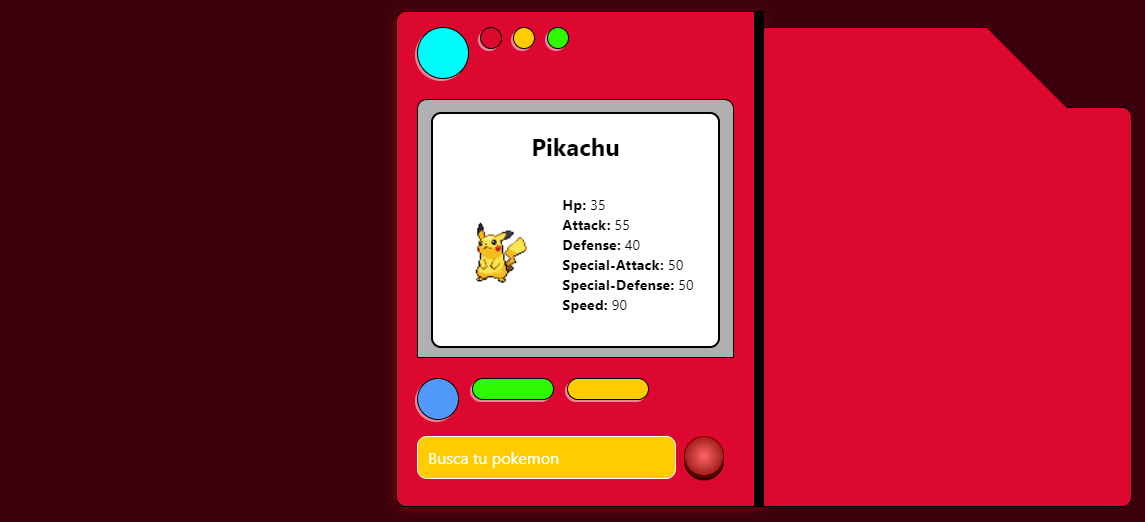 Pikachu
Hp: 35
Attack: 55
Defense: 40
Special-Attack: 50
Special-Defense: 50
Speed: 90
Busca tu pokemon